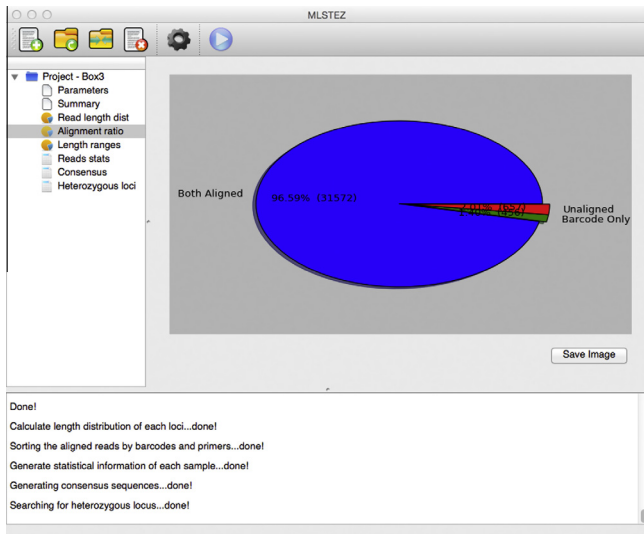 MLSTEZ
Project - Box3
Parameters
Summary
Read length dist
Alignment ratio
Length ranges
Reads stats
Consensus
Heterozygous loci
Both Aligned
96.59% (31572)
Unaligned
Barcode Only
Save Image
Done!
Calculate length distribution of each loci...done!
Sorting the aligned reads by barcodes and primers...done!
Generate statistical information of each sample...done!
Generating consensus sequences...done!
Searching for heterozygous locus...done!